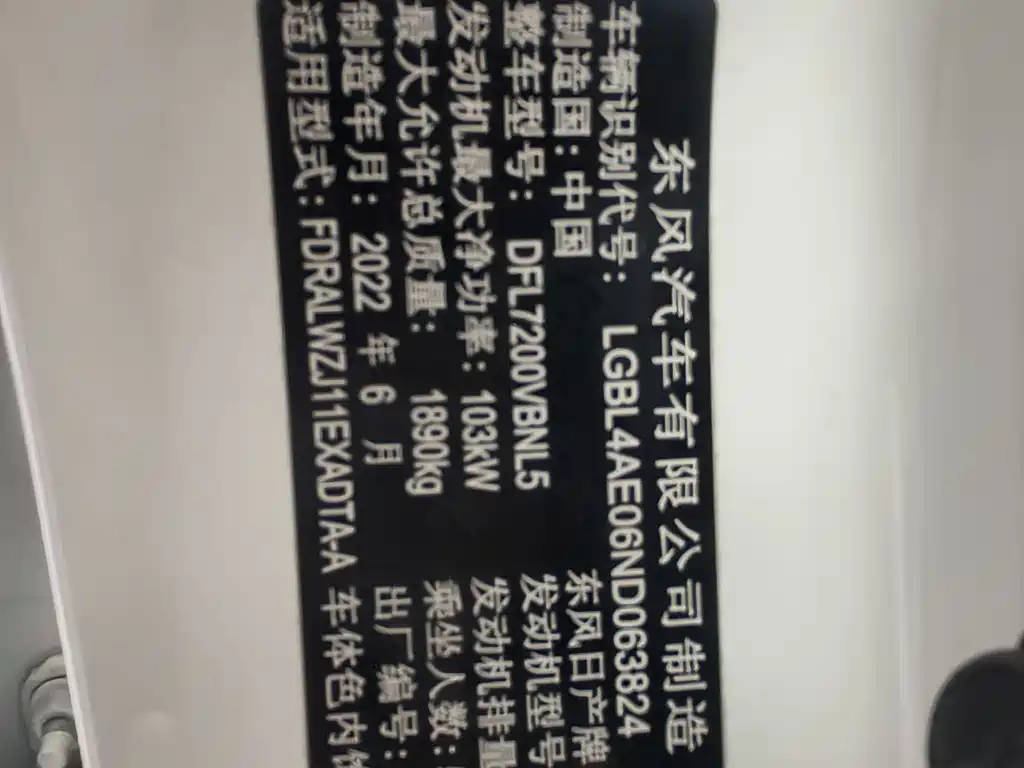 东风汽车有限公司制造
车辆识别代号： LGBL4AE06ND063824
制造国：中国 东风日产牌
整车型号： DFL7200VBNL5 发动机型号
发动机最大净功率：103kW 发动机排量
最大允许总质量： 1890kg 乘坐人数：
制造年月： 2022 年 6 月 出厂编号：
适用型式：FDRALWZJ11EXADTA-A 车体色内